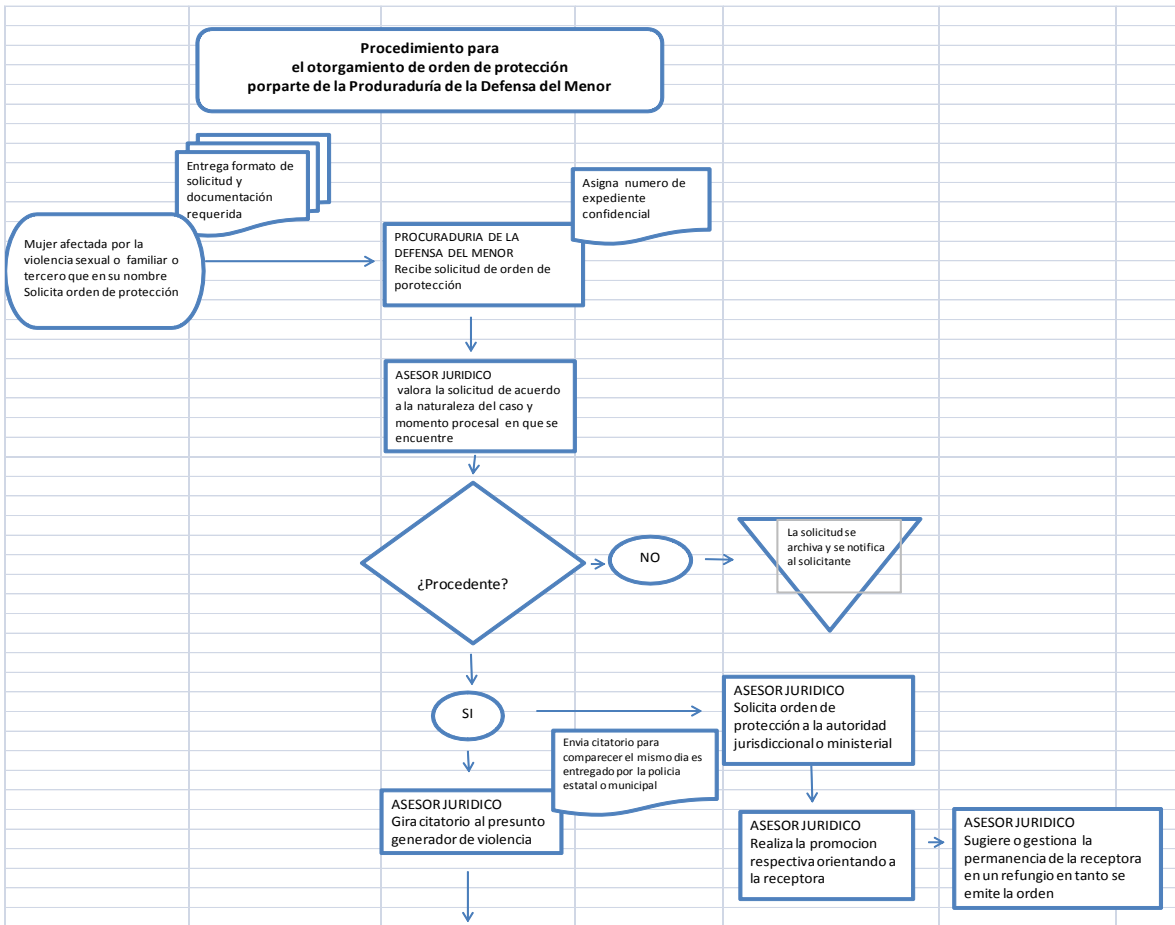 Procedimiento para
el otorgamiento de orden de protección
porparte de la Produraduría de la Defensa del Menor
Entrega formato de
solicitud y
documentación
requerida
Asigna numero de
expediente
confidencial
Mujer afectada por la
violencia sexual o familiar o
tercero que en su nombre
Solicita orden de protección
PROCURADURIA DE LA
DEFENSA DEL MENOR
Recibe solicitud de orden de
porotección
ASESOR JURIDICO
valora la solicitud de acuerdo
a la naturaleza del caso y
momento procesal en que se
encuentre
¿Procedente?
NO
La solicitud se
archiva y se notifica
al solicitante
SI
ASESOR JURIDICO
Solicita orden de
protección a la autoridad
jurisdiccional o ministerial
Envia citatorio para
comparecer el mismo dia es
entregado por la policia
estatal o municipal
ASESOR JURIDICO
Gira citatorio al presunto
generador de violencia
ASESOR JURIDICO
Realiza la promocion
respectiva orientando a
la receptora
ASESOR JURIDICO
Sugiere o gestiona la
permanencia de la receptora
en un refungio en tanto se
emite la orden